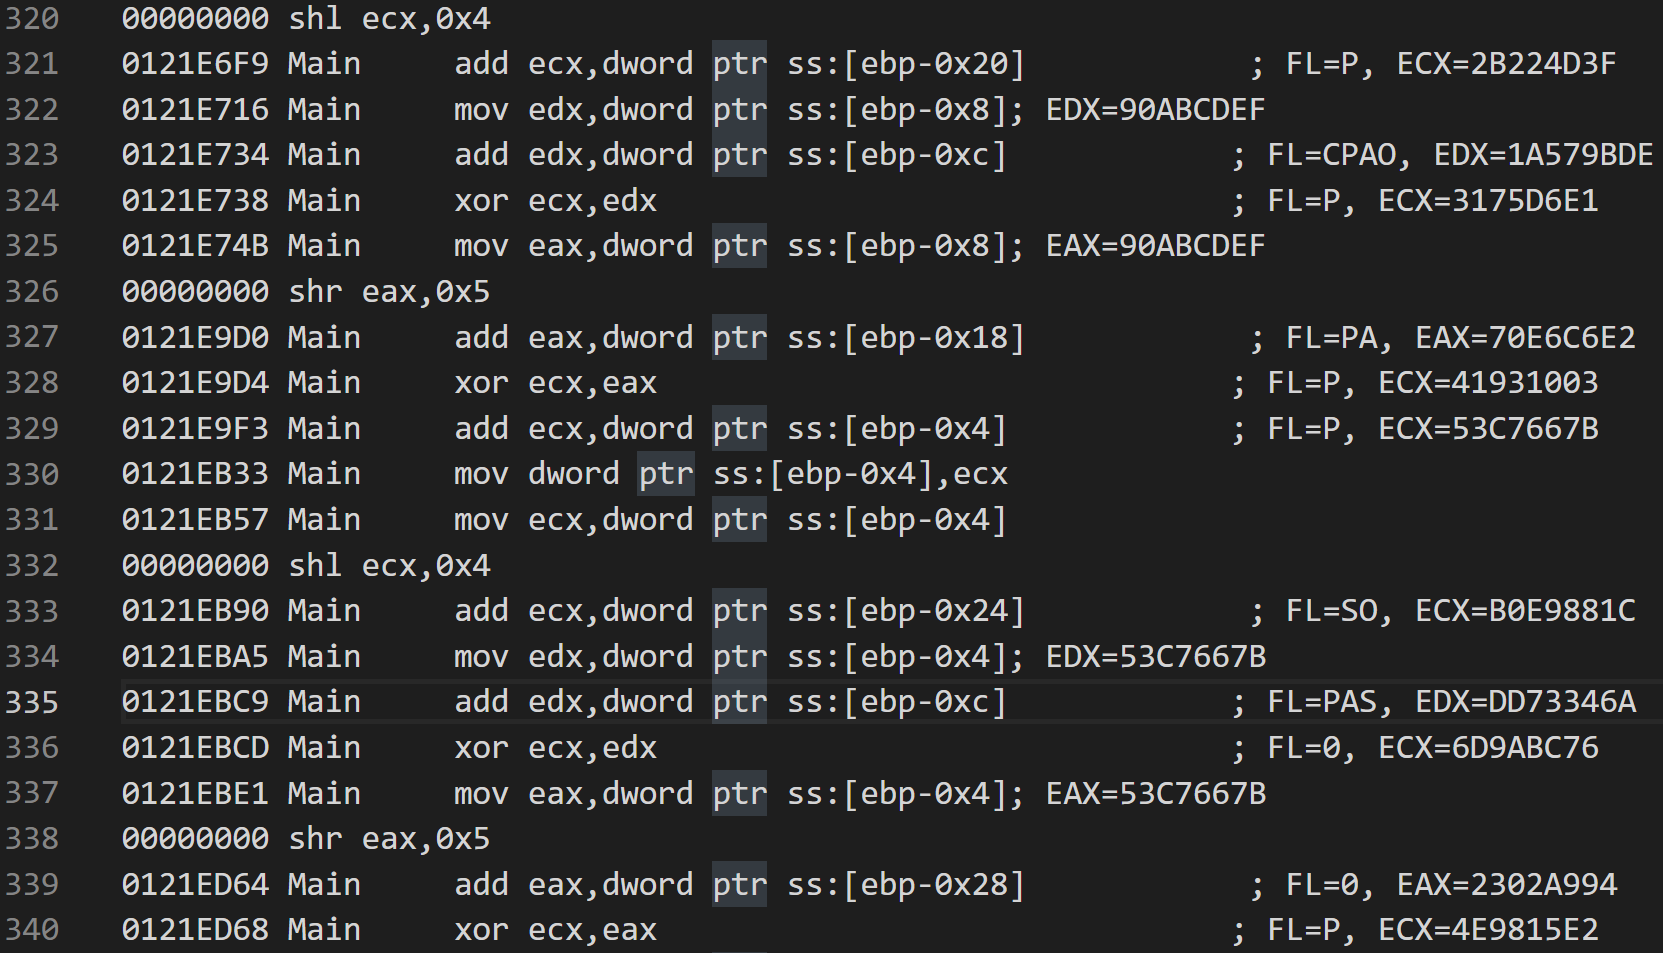 320 00000000 shl ecx,0x4
321 0121E6F9 Main add ecx,dword ptr ss:[ebp-0x20] ; FL=P, ECX=2B224D3F
322 0121E716 Main mov edx,dword ptr ss:[ebp-0x8]; EDX=90ABCDEF
323 0121E734 Main add edx,dword ptr ss:[ebp-0xc] ; FL=CPAO, EDX=1A579BDE
324 0121E738 Main xor ecx,edx ; FL=P, ECX=3175D6E1
325 0121E74B Main mov eax,dword ptr ss:[ebp-0x8]; EAX=90ABCDEF
326 00000000 shr eax,0x5
327 0121E9D0 Main add eax,dword ptr ss:[ebp-0x18] ; FL=PA, EAX=70E6C6E2
328 0121E9D4 Main xor ecx,eax ; FL=P, ECX=41931003
329 0121E9F3 Main add ecx,dword ptr ss:[ebp-0x4] ; FL=P, ECX=53C7667B
330 0121EB33 Main mov dword ptr ss:[ebp-0x4],ecx
331 0121EB57 Main mov ecx,dword ptr ss:[ebp-0x4]
332 00000000 shl ecx,0x4
333 0121EB90 Main add ecx,dword ptr ss:[ebp-0x24] ; FL=SO, ECX=B0E9881C
334 0121EBA5 Main mov edx,dword ptr ss:[ebp-0x4]; EDX=53C7667B
335 0121EBC9 Main add edx,dword ptr ss:[ebp-0xc] ; FL=PAS, EDX=DD73346A
336 0121EBCD Main xor ecx,edx ; FL=0, ECX=6D9ABC76
337 0121EBE1 Main mov eax,dword ptr ss:[ebp-0x4]; EAX=53C7667B
338 00000000 shr eax,0x5
339 0121ED64 Main add eax,dword ptr ss:[ebp-0x28] ; FL=0, EAX=2302A994
340 0121ED68 Main xor ecx,eax ; FL=P, ECX=4E9815E2